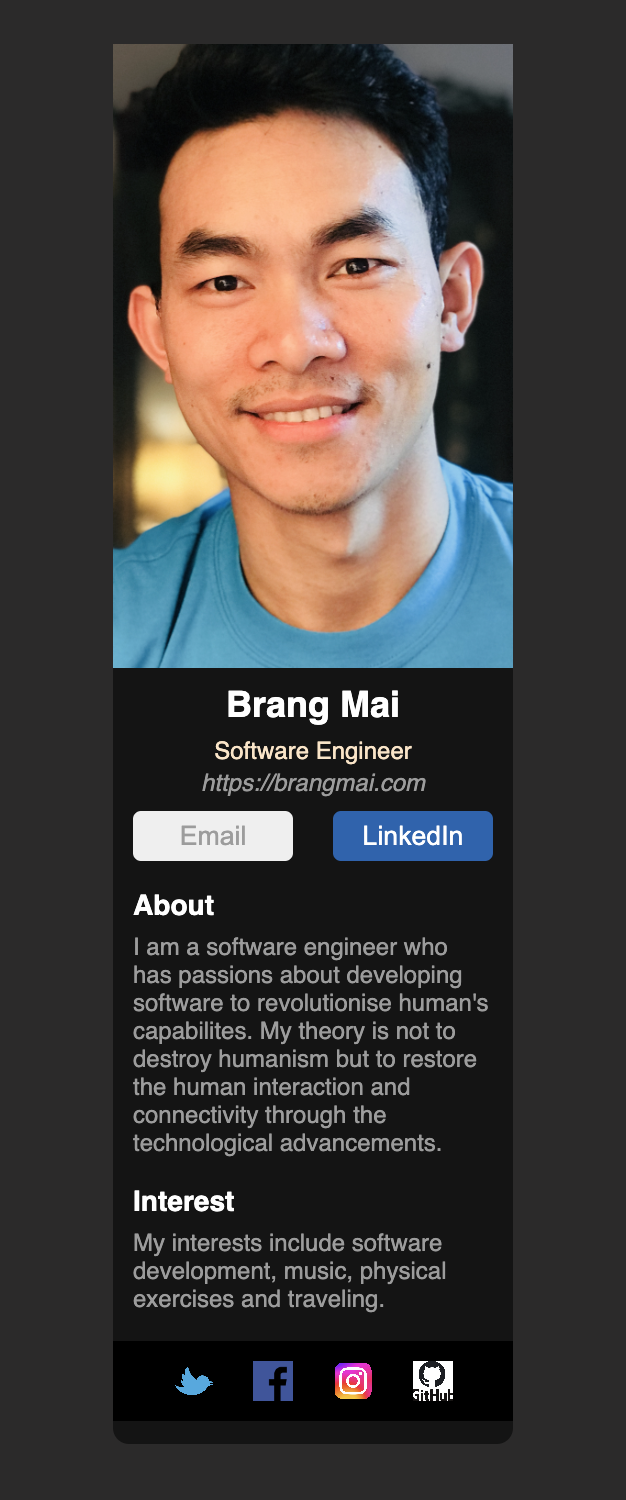 Brang Mai
Software Engineer
https://brangmai.com
Email
LinkedIn
About
I am a software engineer who
has passions about developing
software to revolutionise human's
capabilites. My theory is not to
destroy humanism but to restore
the human interaction and
connectivity through the
technological advancements.
Interest
My interests include software
development, music, physical
exercises and traveling.
GitHub